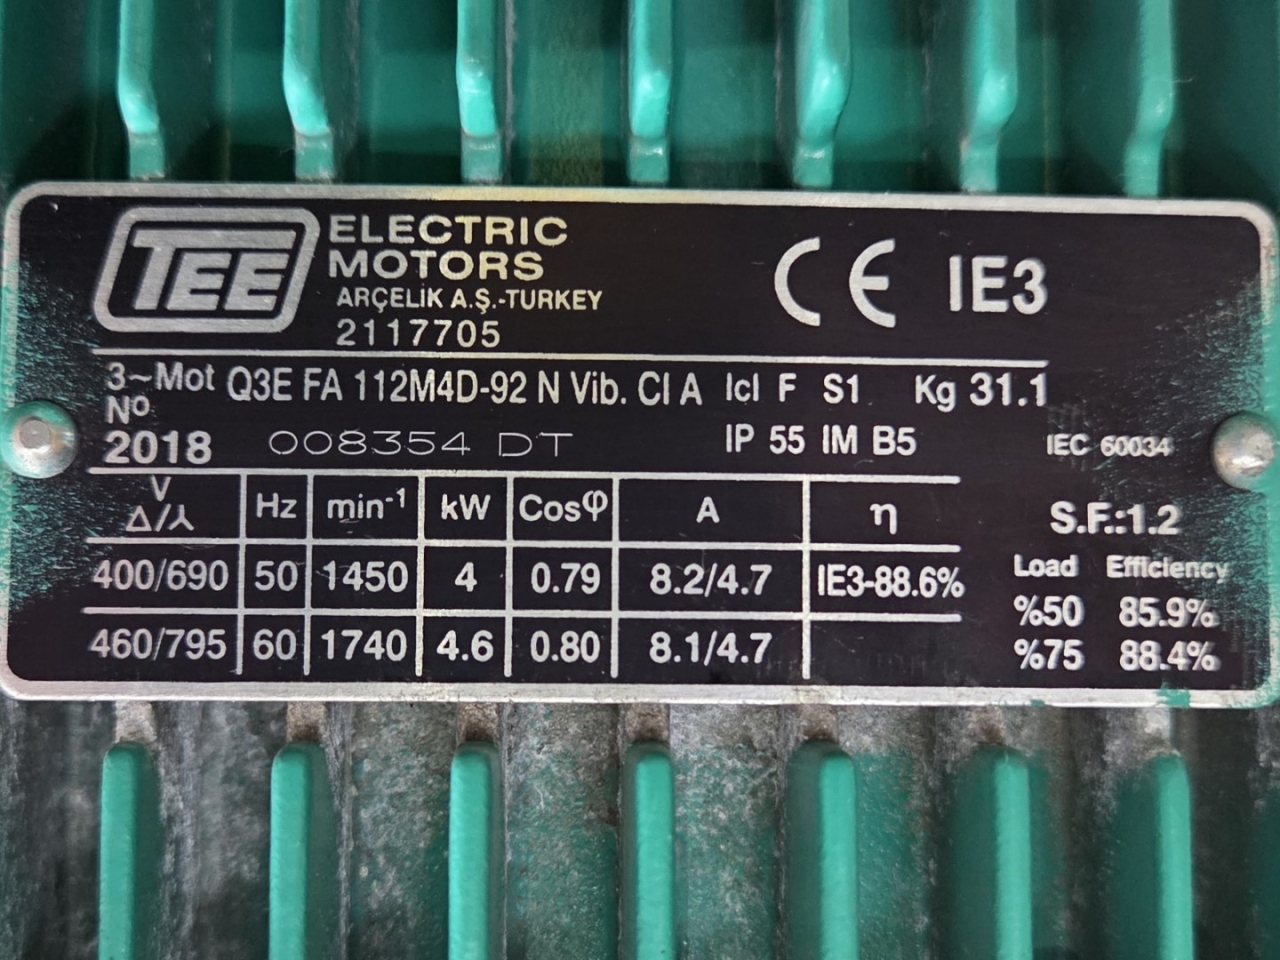 TEE
ELECTRIC
MOTORS
ARÇELİK A.Ş.-TURKEY
2117705
CE IE3
3~Mot Q3E FA 112M4D-92 N Vib. Cl A Icl F S1 Kg 31.1
Nº
2018 008354 DT IP 55 IM B5 IEC 60034
V
Δ/⅄ Hz min⁻¹ kW Cosφ A η
400/690 50 1450 4 0.79 8.2/4.7 IE3-88.6%
460/795 60 1740 4.6 0.80 8.1/4.7
S.F.:1.2
Load Efficiency
%50 85.9%
%75 88.4%